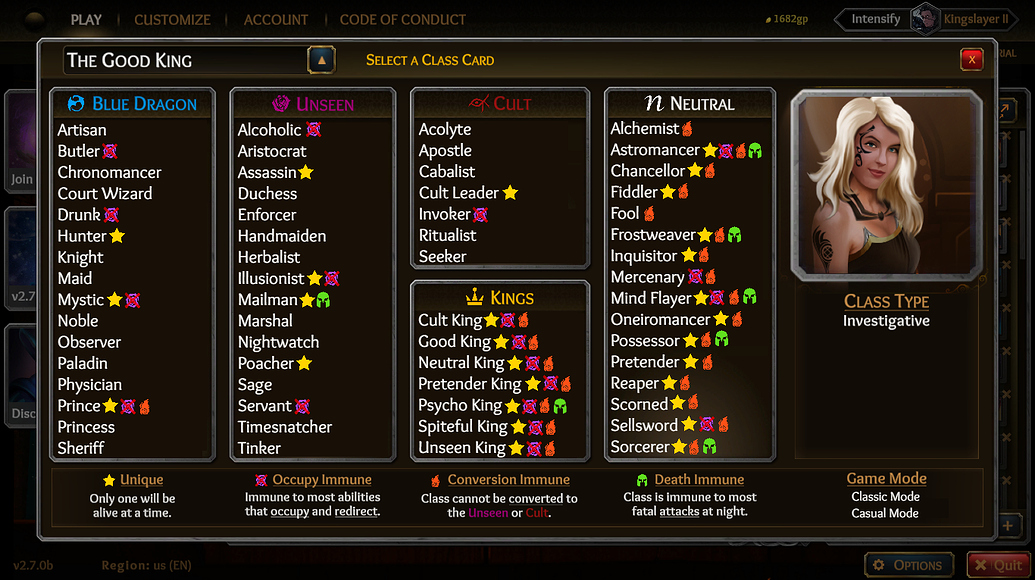 PLAY
CUSTOMIZE
ACCOUNT
CODE OF CONDUCT
1682gp
Intensify
Kingslayer II
THE GOOD KING
SELECT A CLASS CARD
X
BLUE DRAGON
Artisan
Butler
Chronomancer
Court Wizard
Drunk
Hunter
Knight
Maid
Mystic
Noble
Observer
Paladin
Physician
Prince
Princess
Sheriff
UNSEEN
Alcoholic
Aristocrat
Assassin
Duchess
Enforcer
Handmaiden
Herbalist
Illusionist
Mailman
Marshal
Nightwatch
Poacher
Sage
Servant
Timesnatcher
Tinker
CULT
Acolyte
Apostle
Cabalist
Cult Leader
Invoker
Ritualist
Seeker
KINGS
Cult King
Good King
Neutral King
Pretender King
Psycho King
Spiteful King
Unseen King
NEUTRAL
Alchemist
Astromancer
Chancellor
Fiddler
Fool
Frostweaver
Inquisitor
Mercenary
Mind Flayer
Oneiromancer
Possessor
Pretender
Reaper
Scorned
Sellsword
Sorcerer
CLASS TYPE
Investigative
Unique
Only one will be
alive at a time.
Occupy Immune
Immune to most abilities
that occupy and redirect.
Conversion Immune
Class cannot be converted to
the Unseen or Cult.
Death Immune
Class is immune to most
fatal attacks at night.
Game Mode
Classic Mode
Casual Mode
Join
v2.7
Disc
v2.7.0b
Region: us (EN)
OPTIONS
Quit